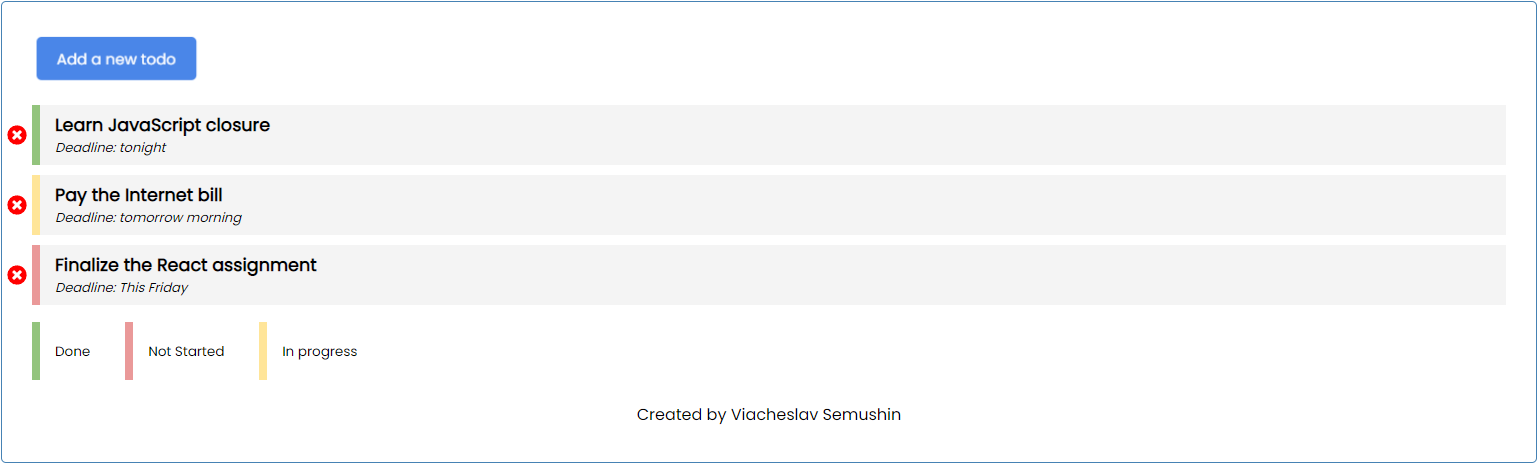 Add a new todo
Learn JavaScript closure
Deadline: tonight
Pay the Internet bill
Deadline: tomorrow morning
Finalize the React assignment
Deadline: This Friday
Done
Not Started
In progress
Created by Viacheslav Semushin